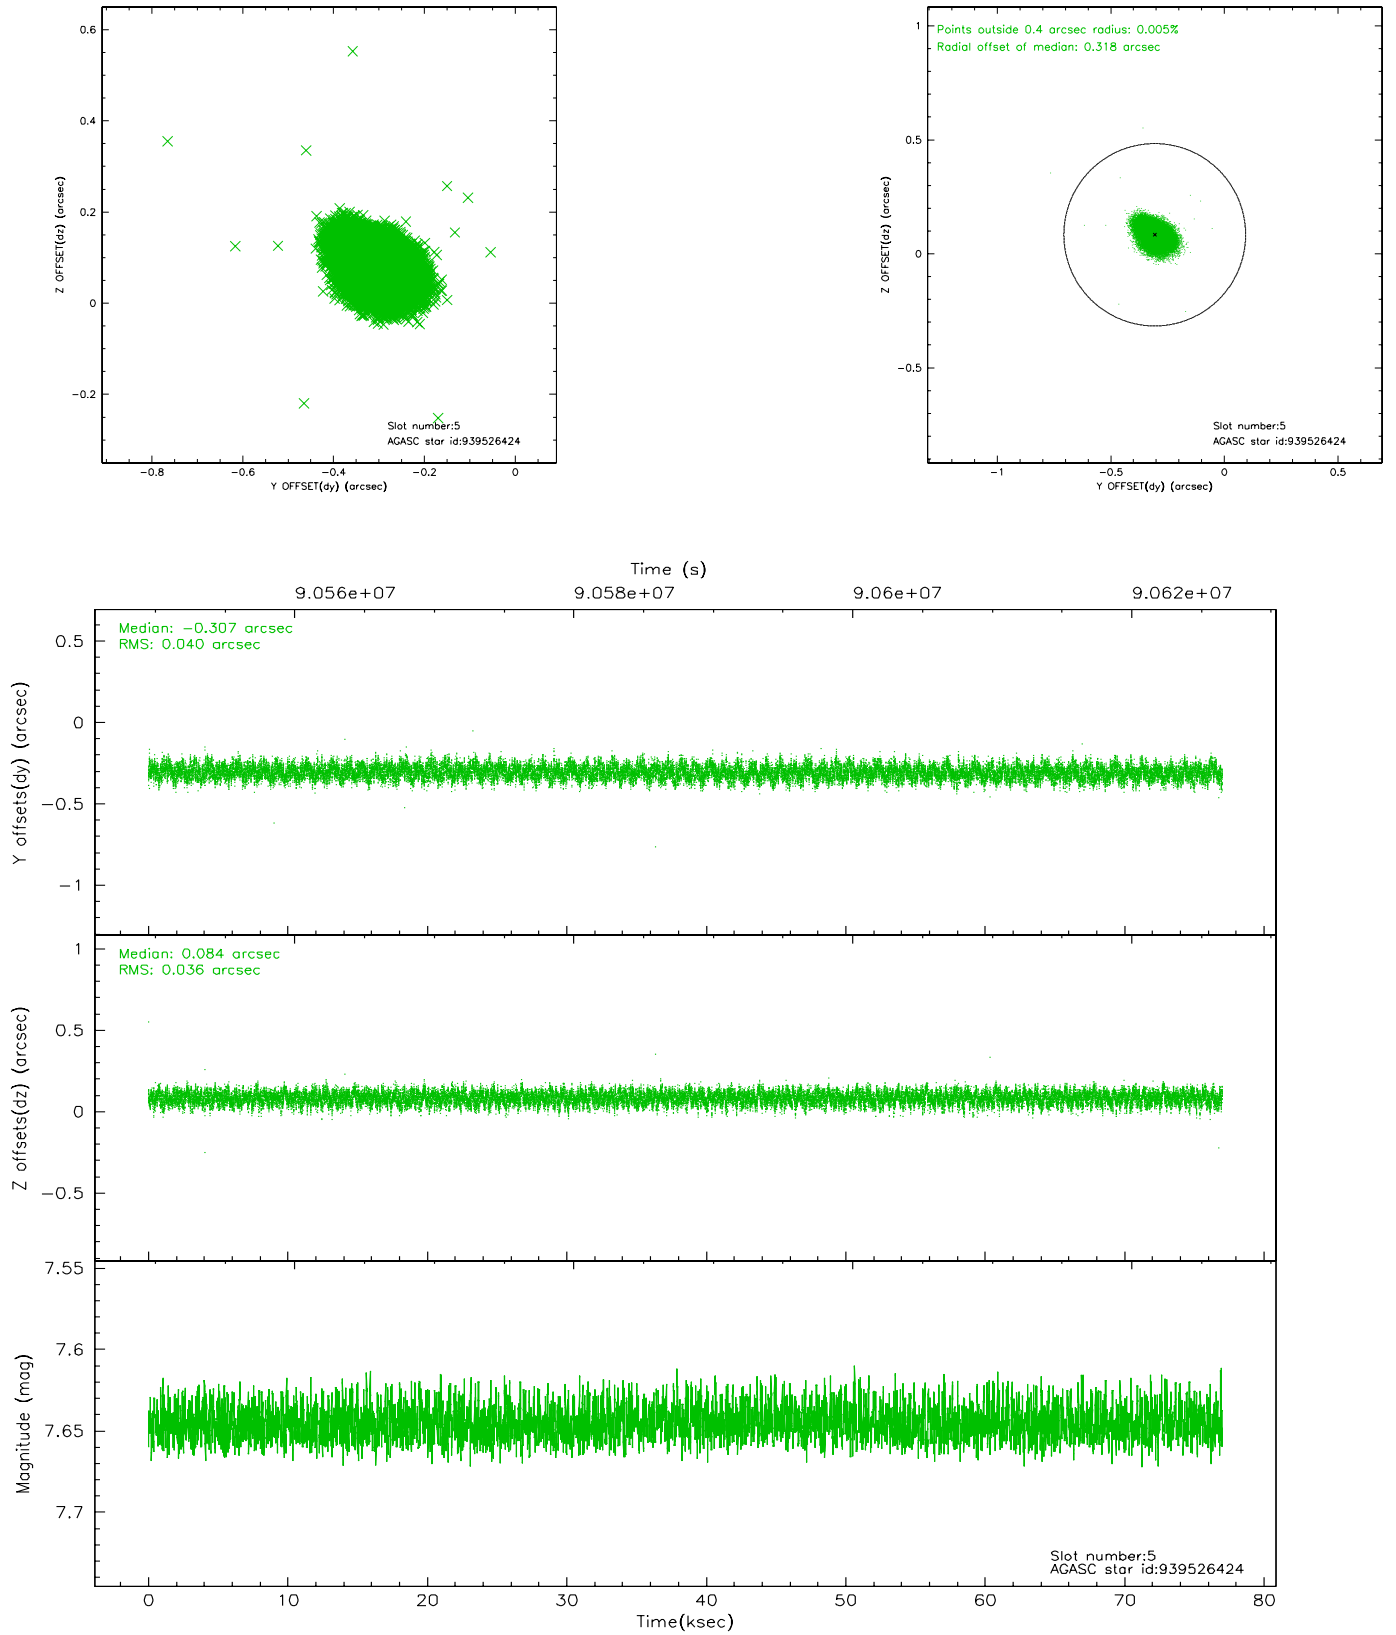 0.6
0.4
0.2
0
−0.2
Z OFFSET(dz) (arcsec)
Slot number:5
AGASC star id:939526424
−0.8 −0.6 −0.4 −0.2 0
Y OFFSET(dy) (arcsec)
Points outside 0.4 arcsec radius: 0.005%
Radial offset of median: 0.318 arcsec
1
0.5
0
−0.5
Z OFFSET(dz) (arcsec)
Slot number:5
AGASC star id:939526424
−1 −0.5 0 0.5
Y OFFSET(dy) (arcsec)
Time (s)
9.056e+07 9.058e+07 9.06e+07 9.062e+07
Median: −0.307 arcsec
RMS: 0.040 arcsec
0.5
0
−0.5
−1
Y offsets(dy) (arcsec)
Median: 0.084 arcsec
RMS: 0.036 arcsec
1
0.5
0
−0.5
Z offsets(dz) (arcsec)
7.55
7.6
7.65
7.7
Magnitude (mag)
Slot number:5
AGASC star id:939526424
0 10 20 30 40 50 60 70 80
Time(ksec)